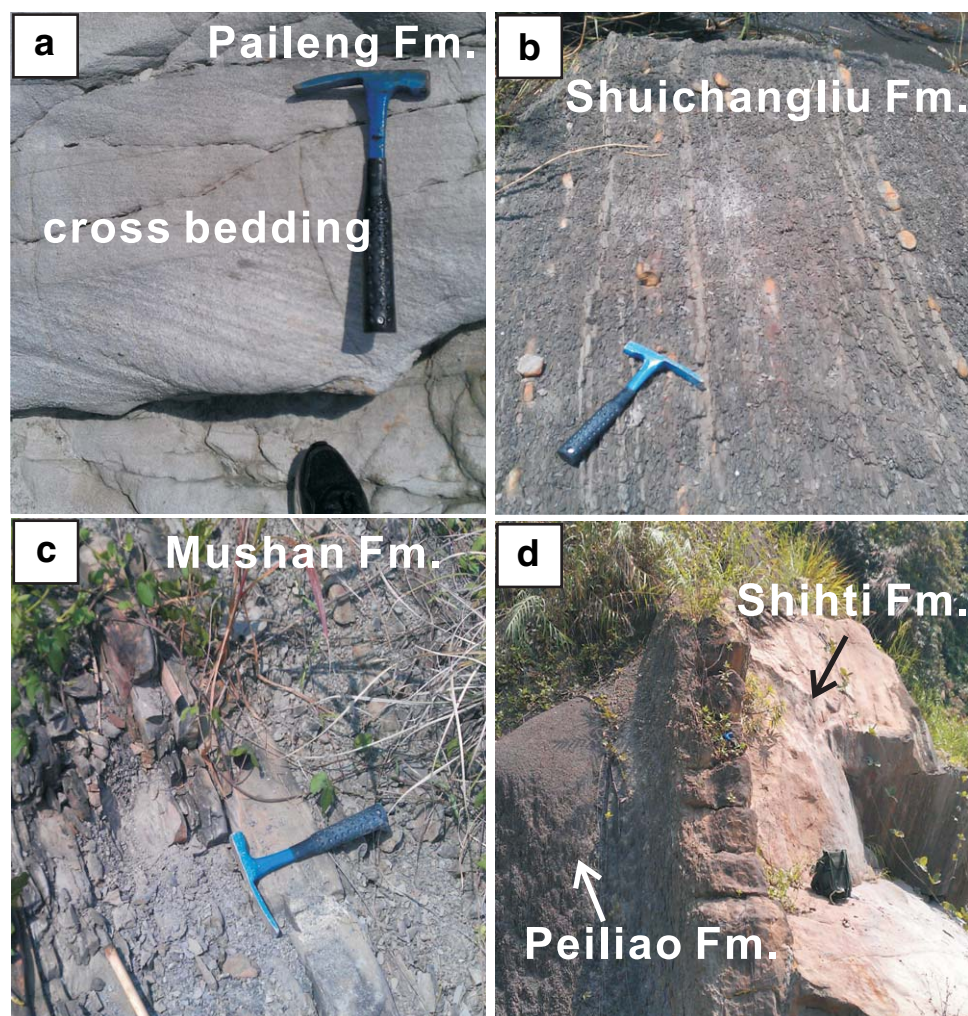 a
Paileng Fm.
cross bedding
b
Shuichangliu Fm.
c
Mushan Fm.
d
Shihti Fm.
Peiliao Fm.